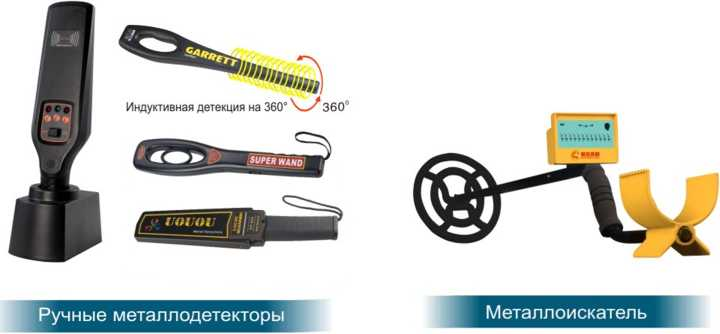 GARRETT
Индуктивная детекция на 360°
360°
SUPER WAND
UOUOU
Ручные металлодетекторы
Металлоискатель